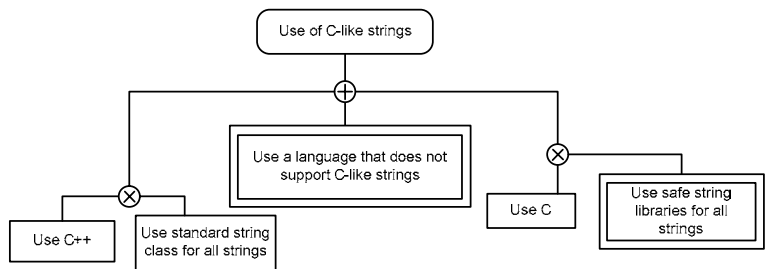 Use of C-like strings
Use a language that does not
support C-like strings
Use C++
Use standard string
class for all strings
Use C
Use safe string
libraries for all
strings